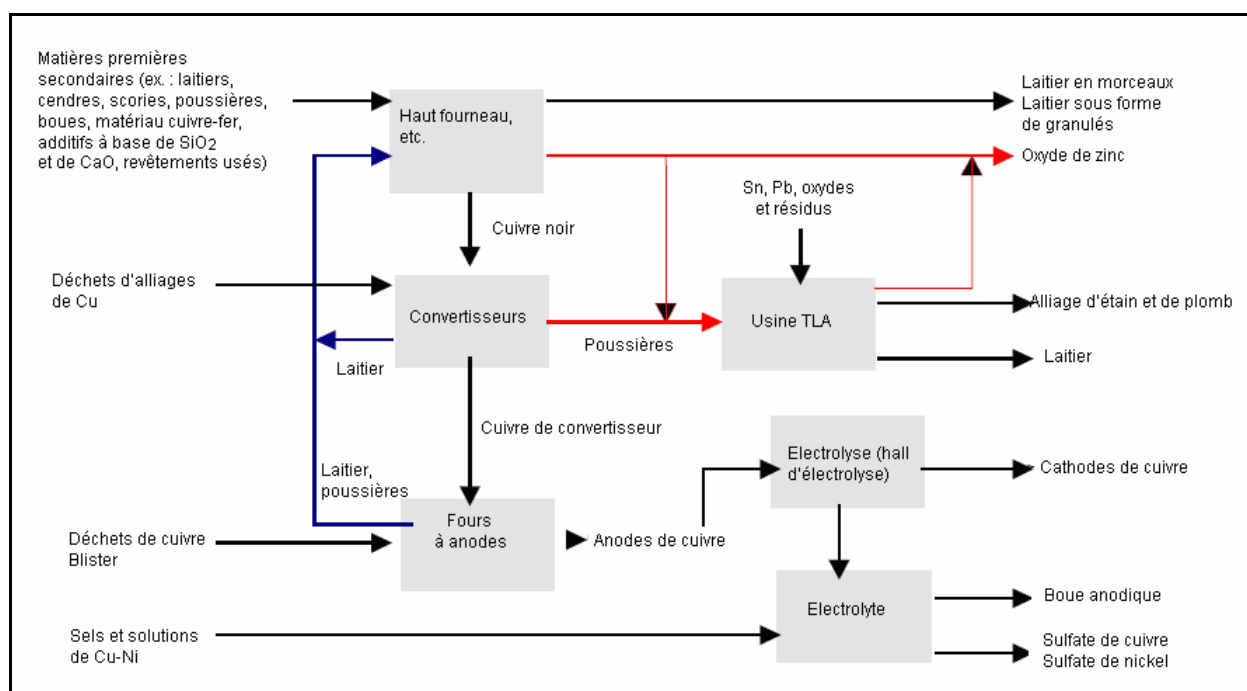 Matières premières
secondaires (ex. : laitiers,
cendres, scories, poussières,
boues, matériau cuivre-fer,
additifs à base de SiO2
et de CaO, revêtements usés)
Haut fourneau,
etc.
Laitier en morceaux
Laitier sous forme
de granulés
Oxyde de zinc
Sn, Pb, oxydes
et résidus
Cuivre noir
Déchets d'alliages
de Cu
Convertisseurs
Poussières
Usine TLA
Alliage d'étain et de plomb
Laitier
Laitier
Cuivre de convertisseur
Electrolyse (hall
d'électrolyse)
Cathodes de cuivre
Laitier,
poussières
Déchets de cuivre
Blister
Fours
à anodes
Anodes de cuivre
Electrolyte
Boue anodique
Sels et solutions
de Cu-Ni
Sulfate de cuivre
Sulfate de nickel